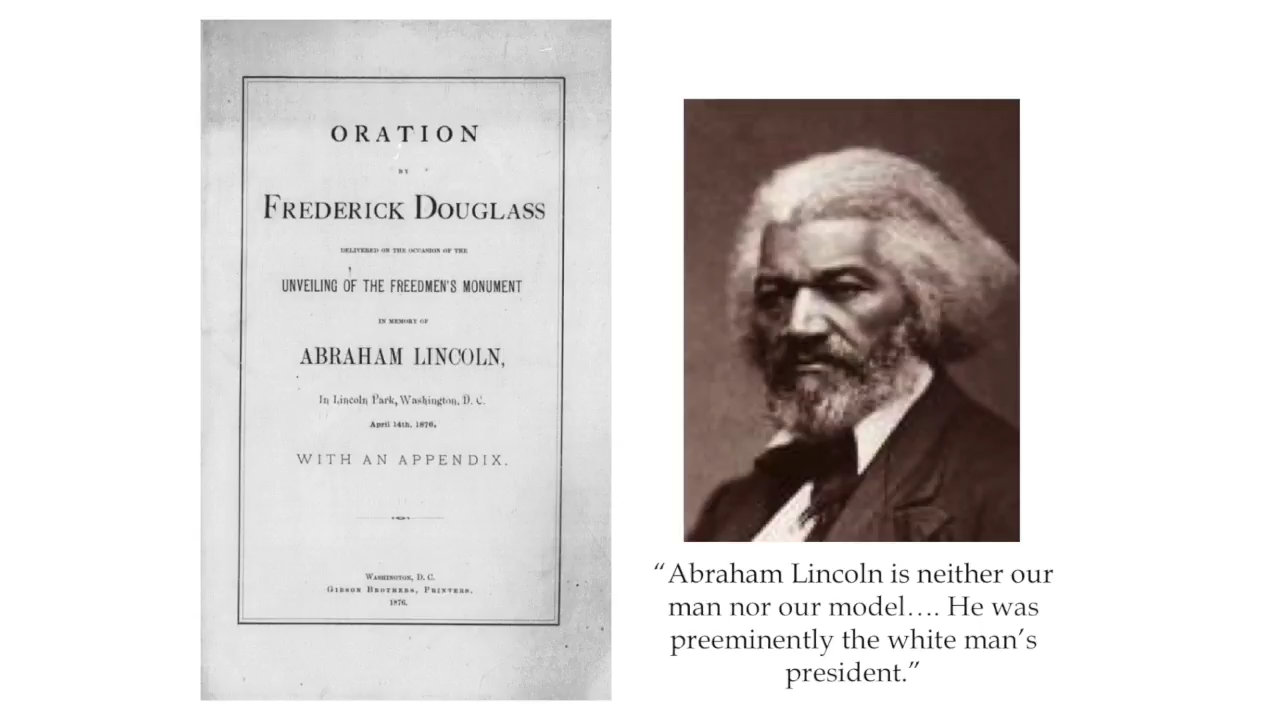 ORATION
BY
FREDERICK DOUGLASS
DELIVERED ON THE OCCASION OF THE
UNVEILING OF THE FREEDMEN'S MONUMENT
IN MEMORY OF
ABRAHAM LINCOLN,
In Lincoln Park, Washington, D. C.
April 14th, 1876,
WITH AN APPENDIX.
WASHINGTON, D. C.
GIBSON BROTHERS, PRINTERS.
1876.
“Abraham Lincoln is neither our
man nor our model…. He was
preeminently the white man’s
president.”